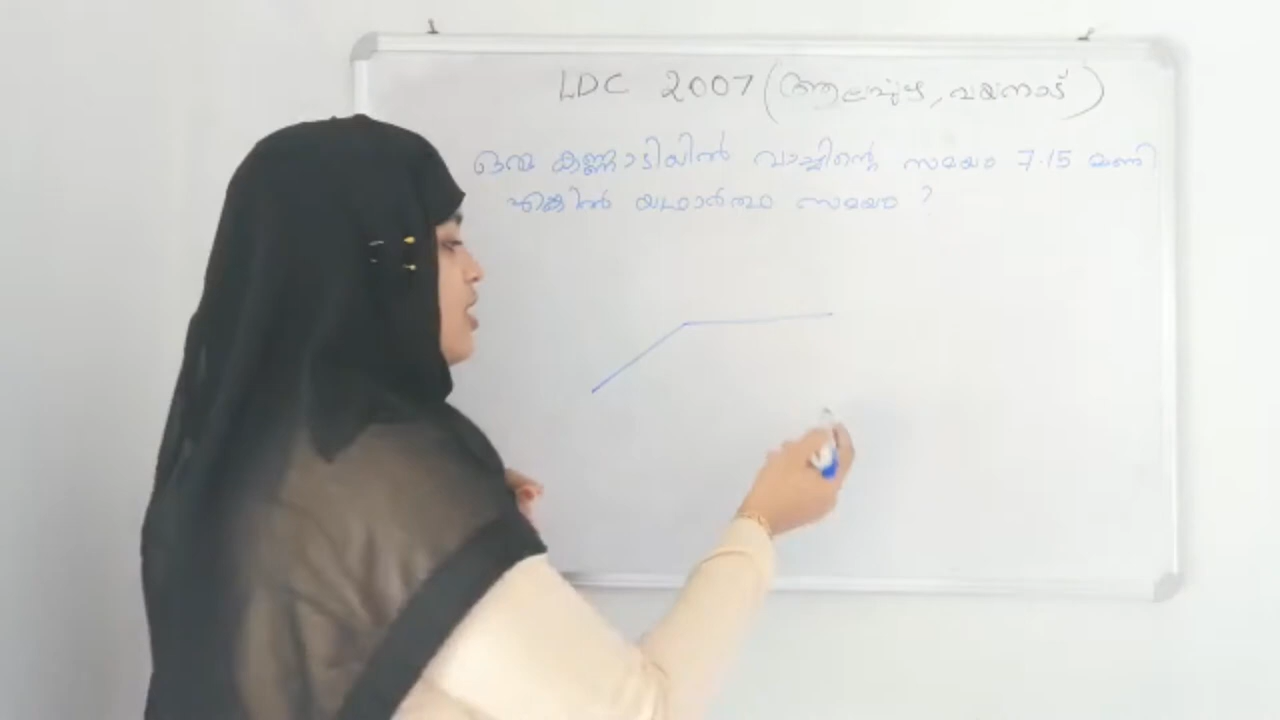 LDC 2007 (ആലപ്പുഴ, വയനാട്)
ഒരു കണ്ണാടിയിൽ വാച്ചിന്റെ സമയം 7.15 മണി
എങ്കിൽ യഥാർത്ഥ സമയം ?